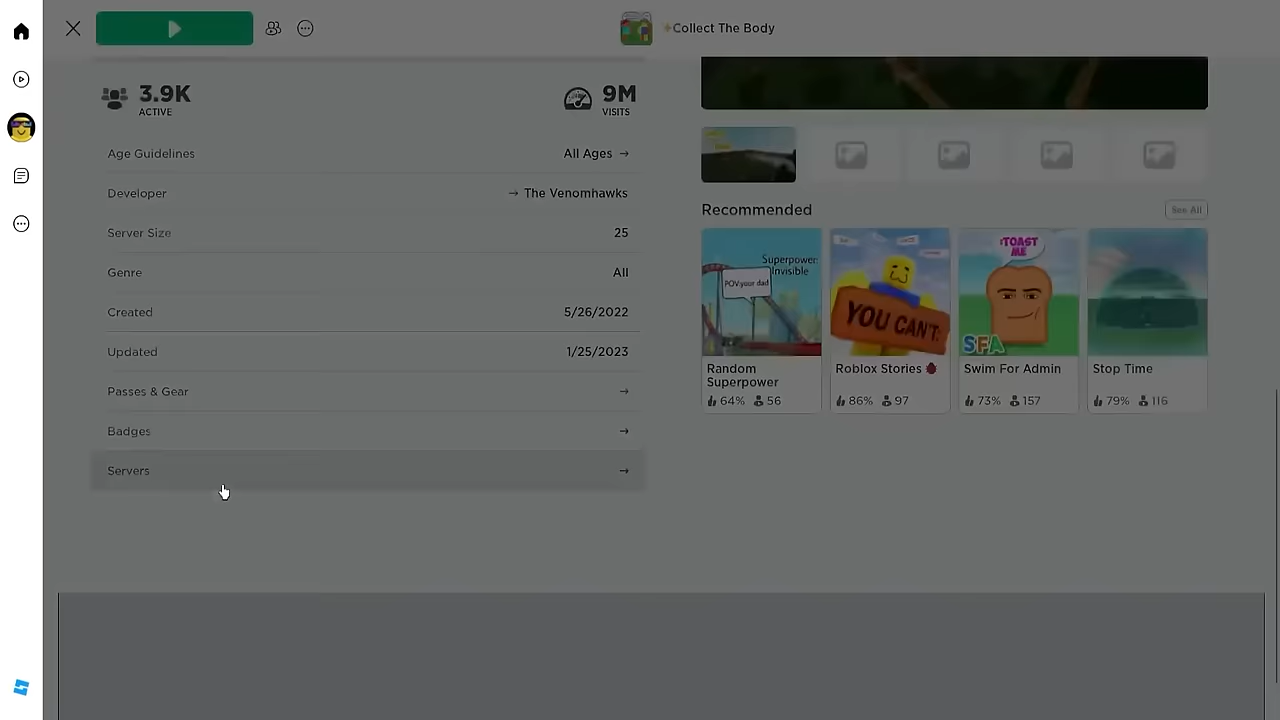 ✨Collect The Body
3.9K
ACTIVE
9M
VISITS
Age Guidelines
All Ages →
Developer
→ The Venomhawks
Server Size
25
Genre
All
Created
5/26/2022
Updated
1/25/2023
Passes & Gear →
Badges →
Servers →
Recommended
See All
Superpower:
Invisible
POV:your dad
YOU CAN'T:
TOAST
ME
SFA
Random
Superpower
64% 56
Roblox Stories 🐞
86% 97
Swim For Admin
73% 157
Stop Time
79% 116